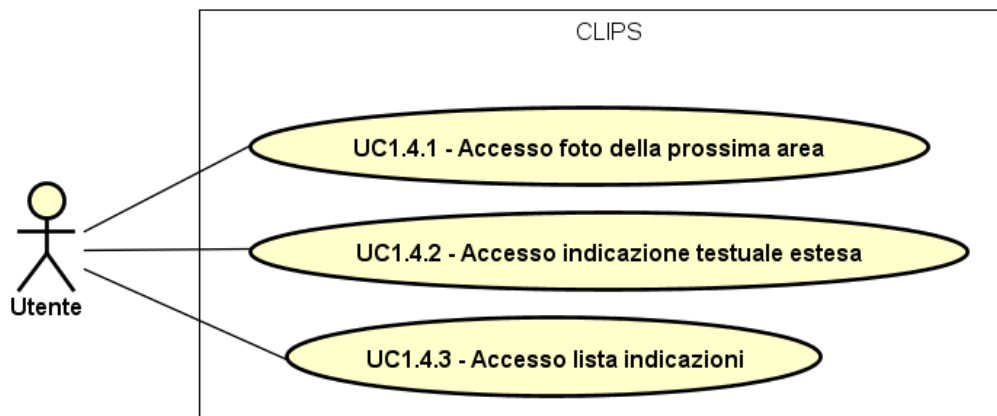 CLIPS
UC1.4.1 - Accesso foto della prossima area
UC1.4.2 - Accesso indicazione testuale estesa
Utente
UC1.4.3 - Accesso lista indicazioni